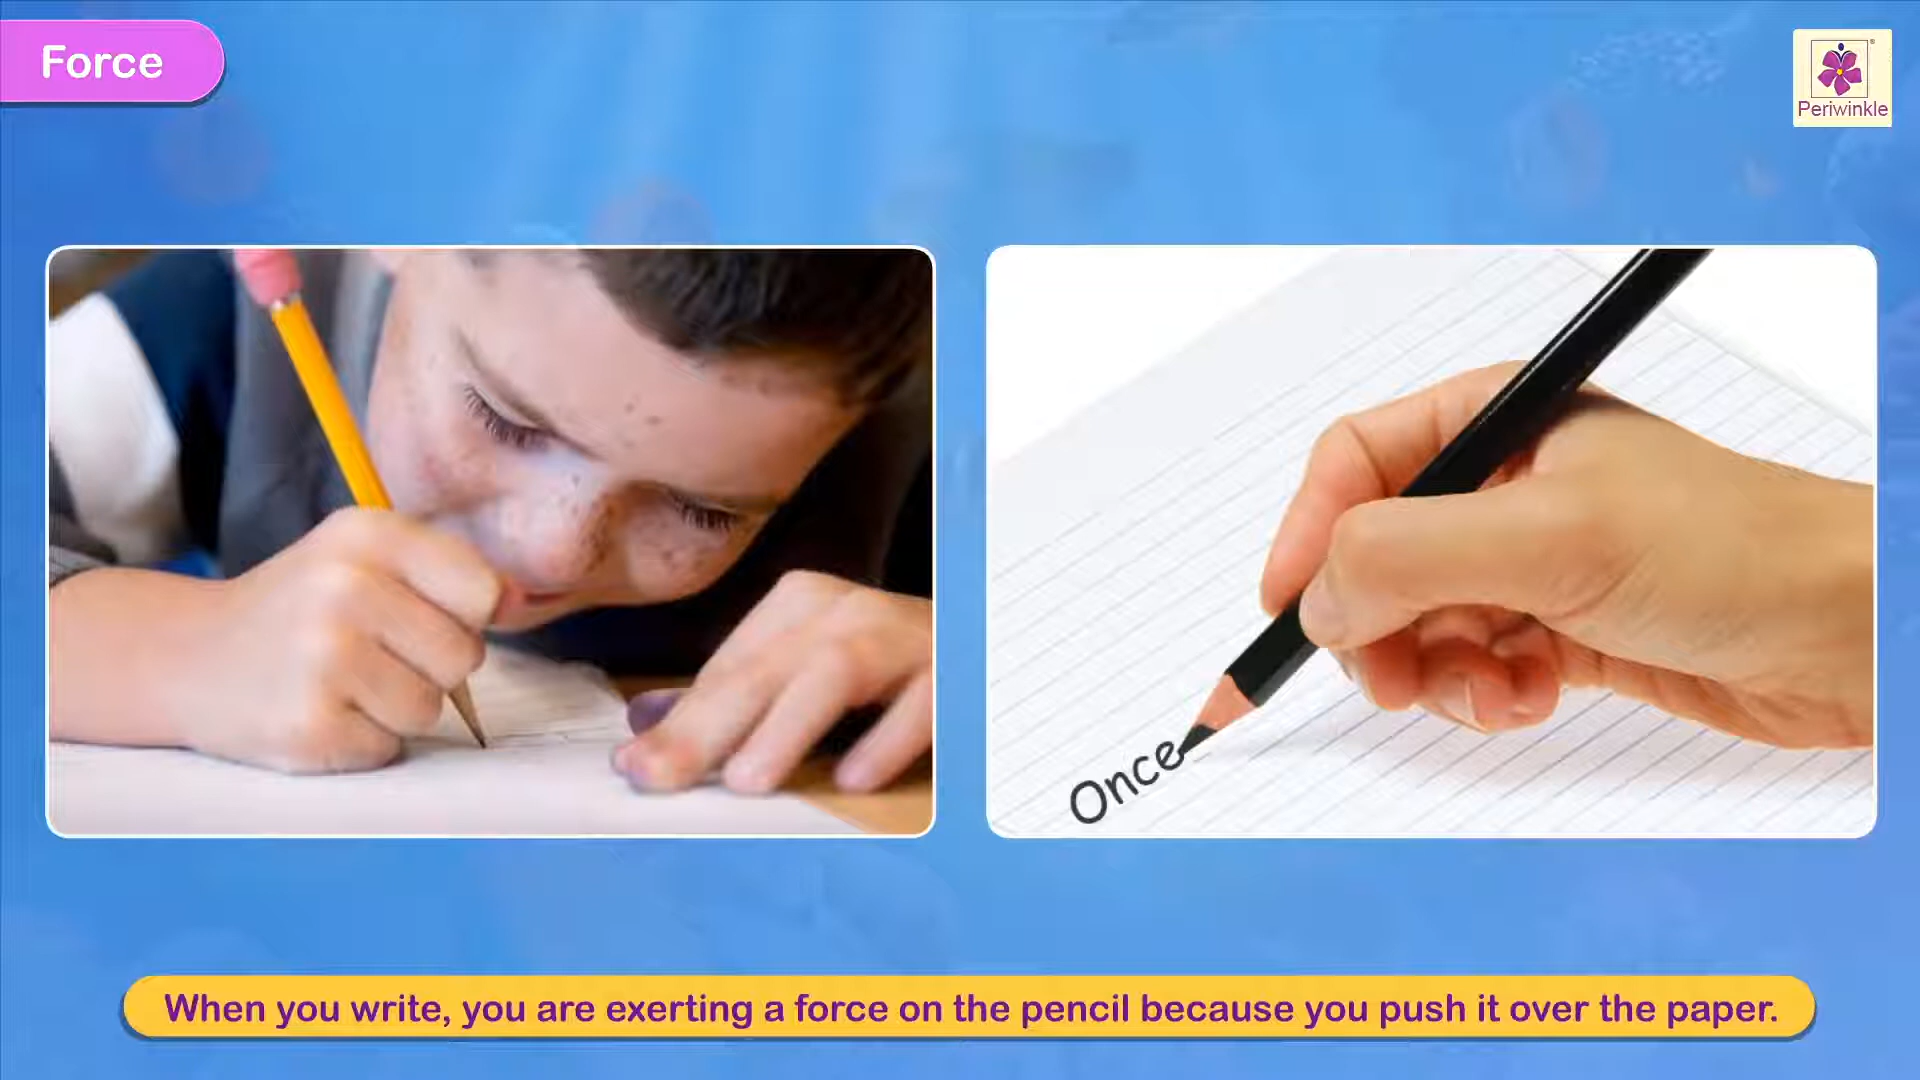 Force
Periwinkle
Once
When you write, you are exerting a force on the pencil because you push it over the paper.